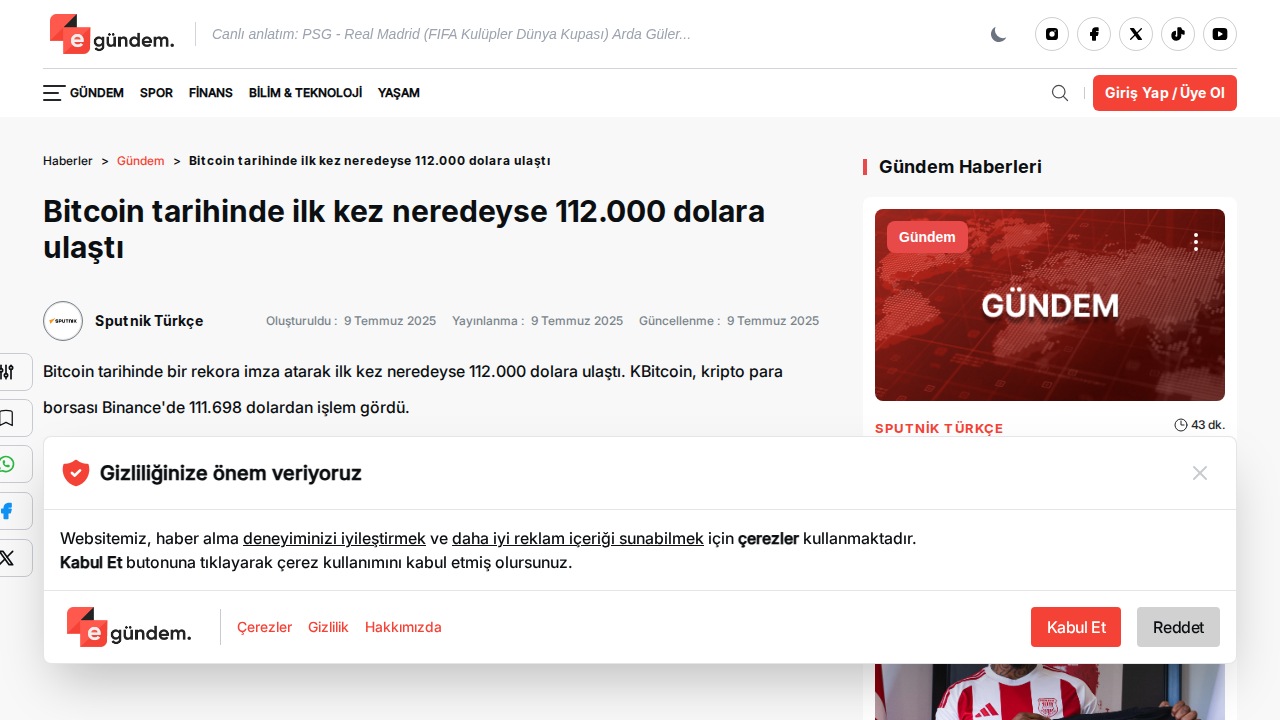 e gündem.
Canlı anlatım: PSG - Real Madrid (FIFA Kulüpler Dünya Kupası) Arda Güler...
GÜNDEM SPOR FİNANS BİLİM & TEKNOLOJİ YAŞAM
Giriş Yap / Üye Ol
Haberler > Gündem > Bitcoin tarihinde ilk kez neredeyse 112.000 dolara ulaştı
Bitcoin tarihinde ilk kez neredeyse 112.000 dolara
ulaştı
SPUTNIK
Sputnik Türkçe
Oluşturuldu : 9 Temmuz 2025 Yayınlanma : 9 Temmuz 2025 Güncellenme : 9 Temmuz 2025
Bitcoin tarihinde bir rekora imza atarak ilk kez neredeyse 112.000 dolara ulaştı. KBitcoin, kripto para
borsası Binance'de 111.698 dolardan işlem gördü.
Gündem Haberleri
Gündem
GÜNDEM
SPUTNİK TÜRKÇE
43 dk.
Gizliliğinize önem veriyoruz
Websitemiz, haber alma deneyiminizi iyileştirmek ve daha iyi reklam içeriği sunabilmek için çerezler kullanmaktadır.
Kabul Et butonuna tıklayarak çerez kullanımını kabul etmiş olursunuz.
e gündem.
Çerezler Gizlilik Hakkımızda
Kabul Et
Reddet